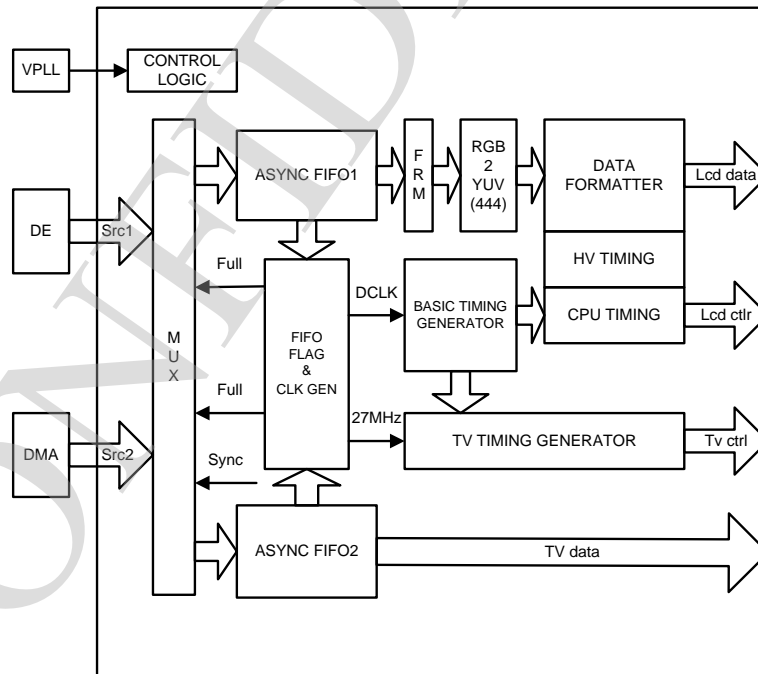 VPLL
CONTROL
LOGIC
ASYNC FIFO1
F
R
M
RGB
2
YUV
(444)
DATA
FORMATTER
Lcd data
DE
Src1
Full
DCLK
HV TIMING
BASIC TIMING
GENERATOR
CPU TIMING
Lcd ctlr
M
U
X
FIFO
FLAG
&
CLK GEN
Full
27MHz
DMA
Src2
TV TIMING GENERATOR
Tv ctrl
Sync
ASYNC FIFO2
TV data
ONFID